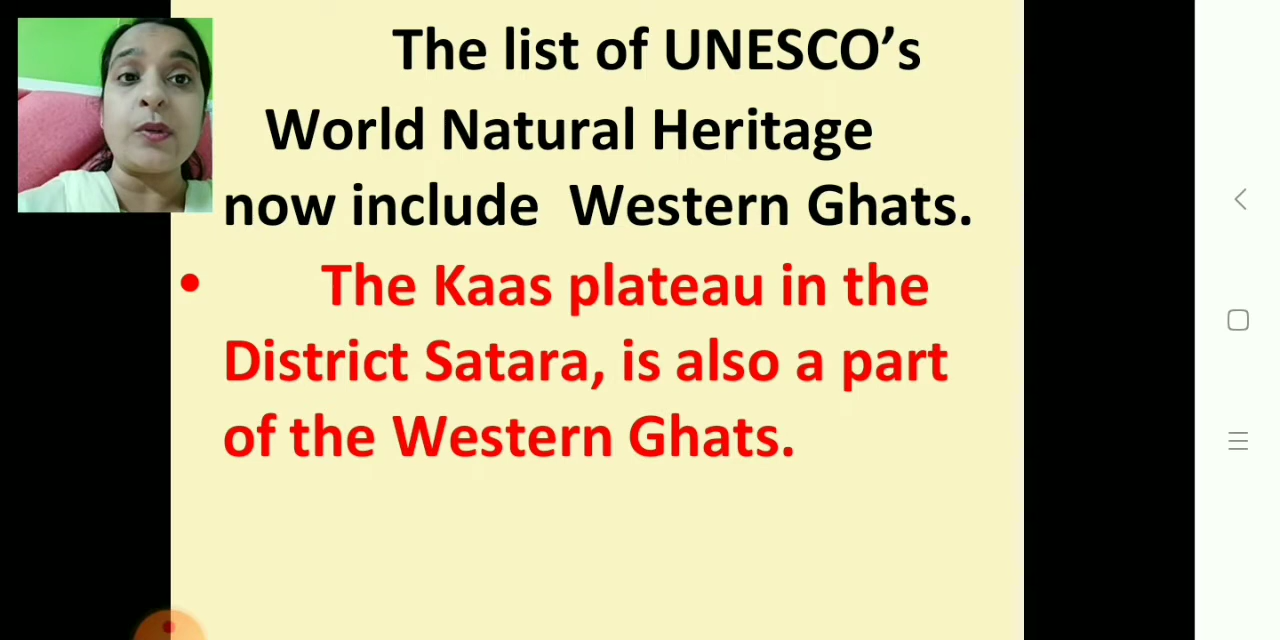 The list of UNESCO’s
World Natural Heritage
now include Western Ghats.
• The Kaas plateau in the
District Satara, is also a part
of the Western Ghats.